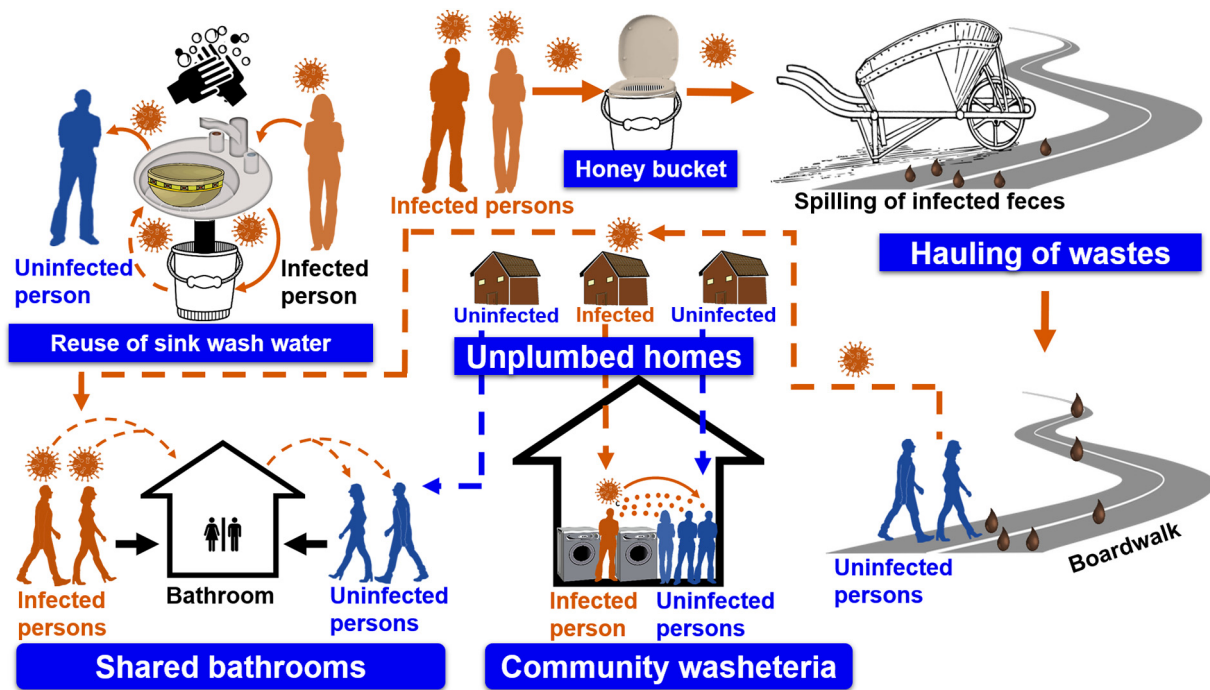 Infected persons
Honey bucket
Spilling of infected feces
Hauling of wastes
Uninfected
person
Infected
person
Reuse of sink wash water
Uninfected
Infected
Uninfected
Unplumbed homes
C
Infected
persons
Bathroom
Uninfected
persons
Shared bathrooms
Infected
person
Uninfected
persons
Community washeteria
Uninfected
persons
Boardwalk